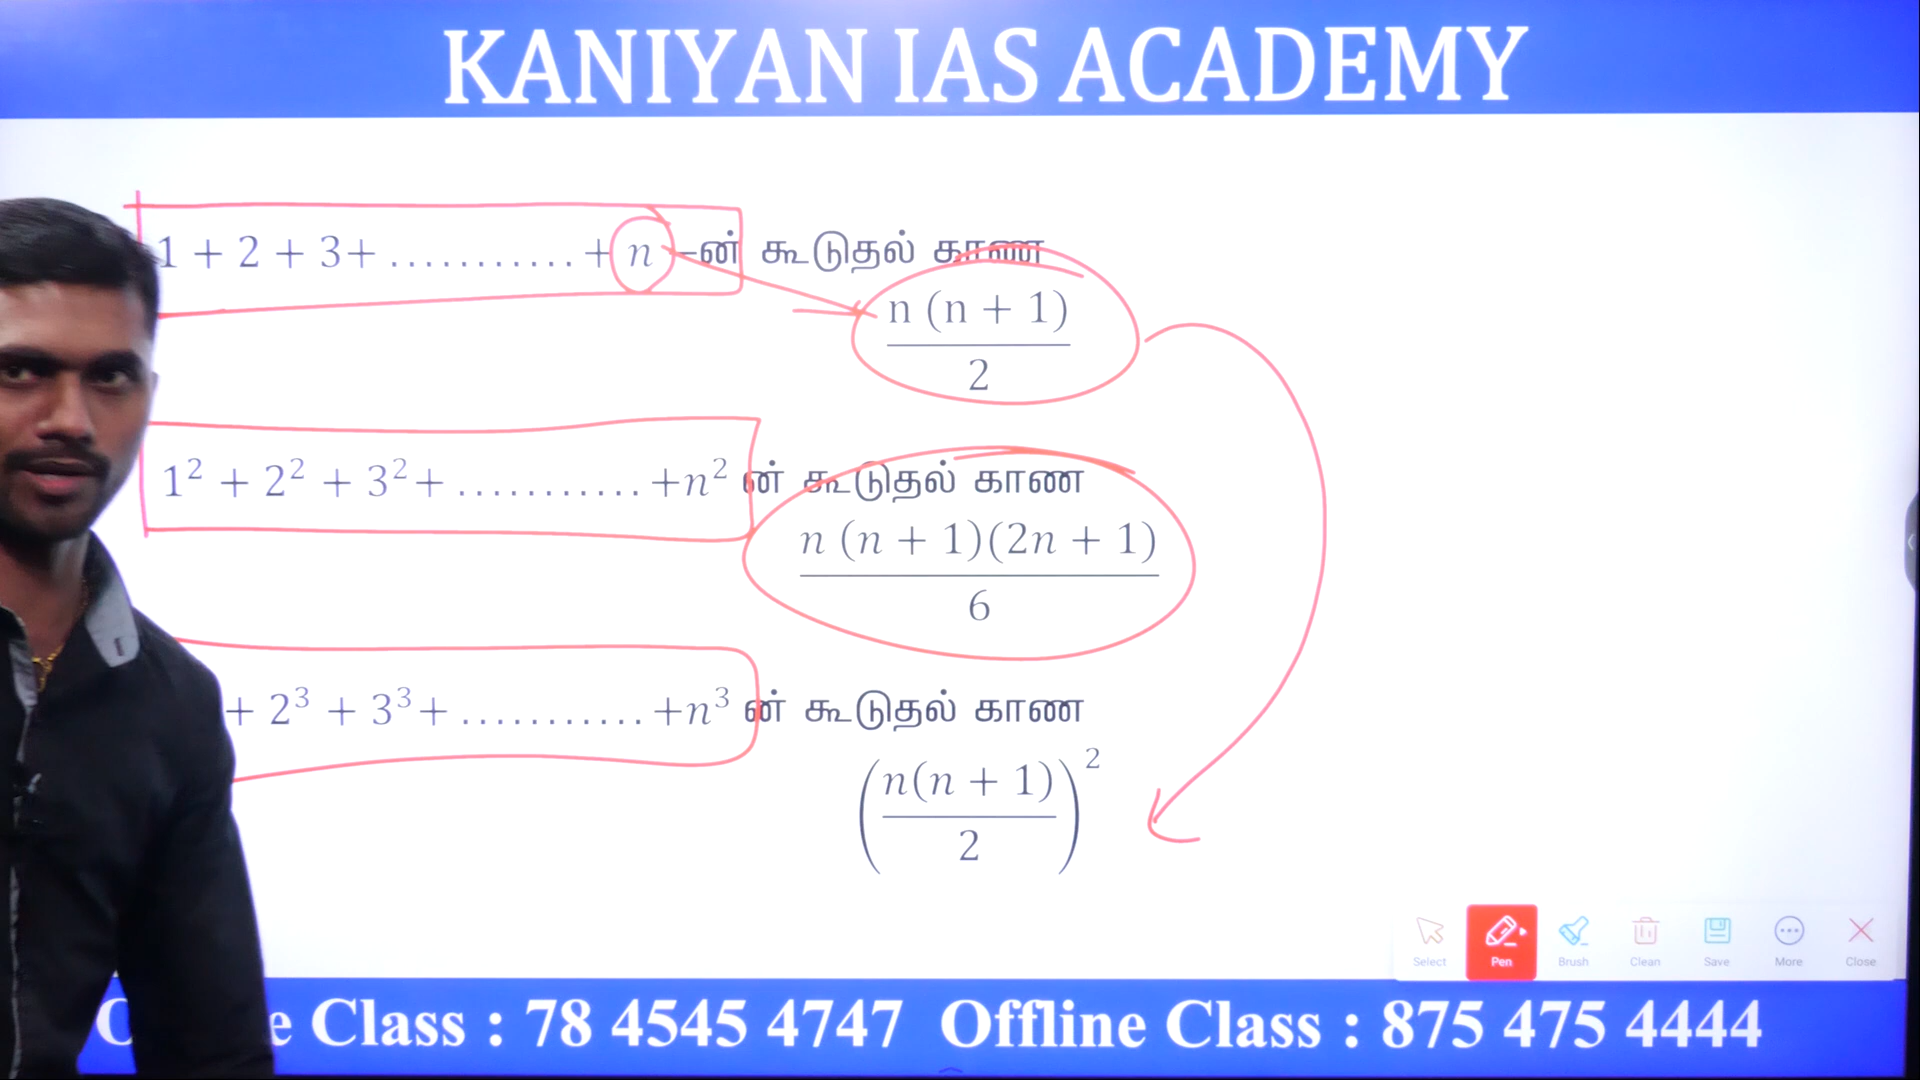 KANIYAN IAS ACADEMY
1 + 2 + 3+ ........... + n -ன் கூடுதல் காண
n (n + 1)
2
1² + 2² + 3²+ ........... +n² ன் கூடுதல் காண
n (n + 1)(2n + 1)
6
+ 2³ + 3³+ ........... +n³ ன் கூடுதல் காண
(n(n + 1)
2)²
Select Pen Brush Clean Save More Close
Class : 78 4545 4747 Offline Class : 875 475 4444